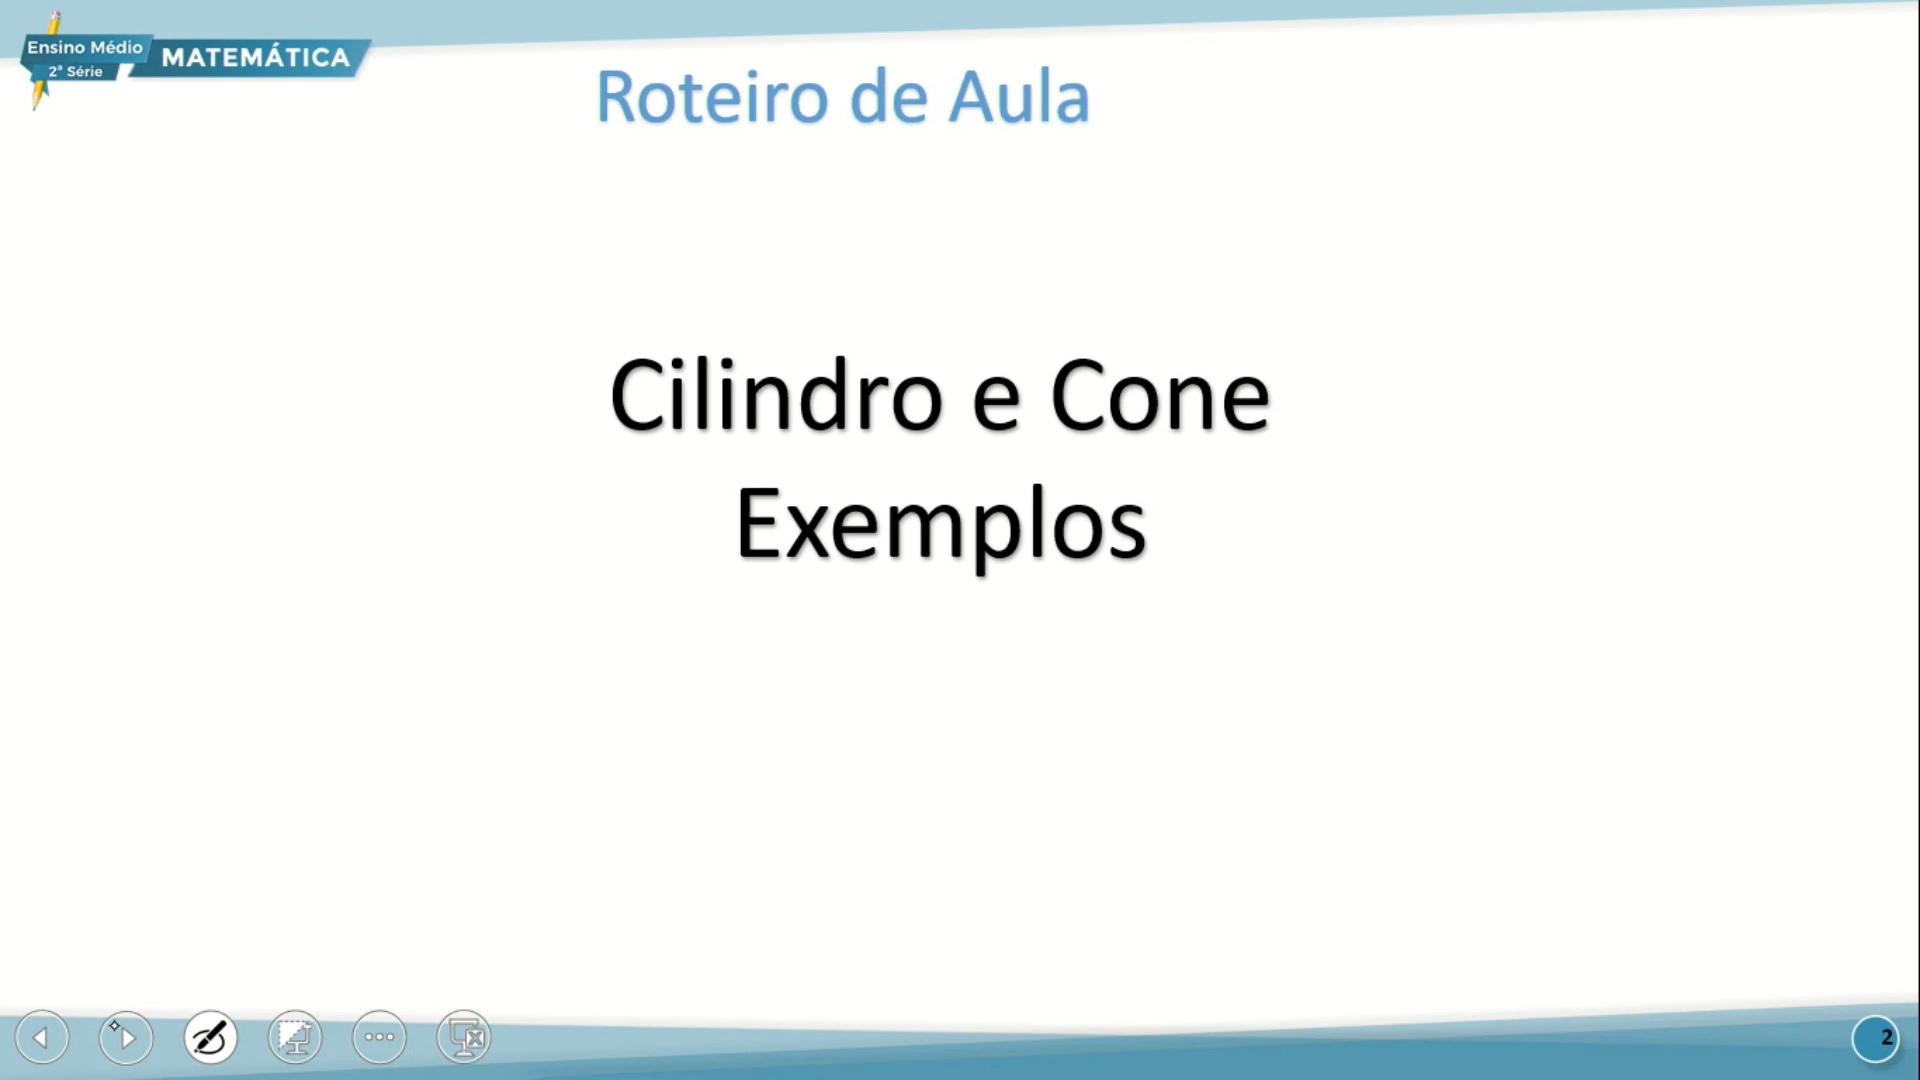 Ensino Médio
2ª Série
MATEMÁTICA
Roteiro de Aula
Cilindro e Cone
Exemplos
2